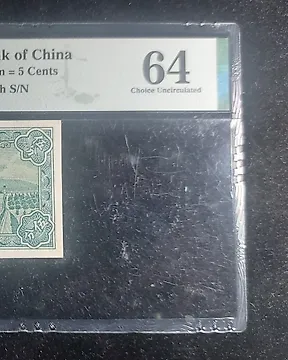 k of China
n = 5 Cents
h S/N
64
Choice Uncirculated